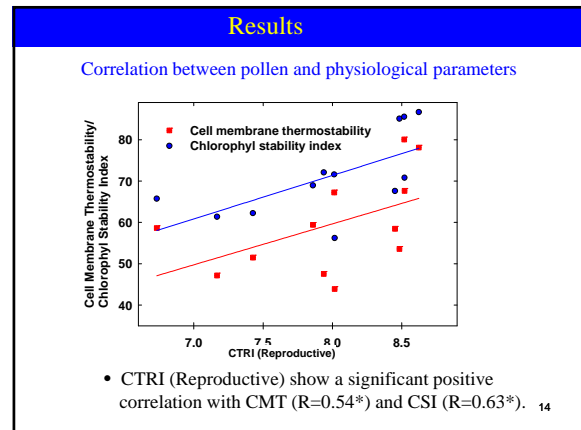 Results
Correlation between pollen and physiological parameters
Cell Membrane Thermostability/
Chlorophyll Stability Index
Cell membrane thermostability
Chlorophyl stability index
80
70
60
50
40
7.0 7.5 8.0 8.5
CTRI (Reproductive)
• CTRI (Reproductive) show a significant positive
correlation with CMT (R=0.54*) and CSI (R=0.63*).
14